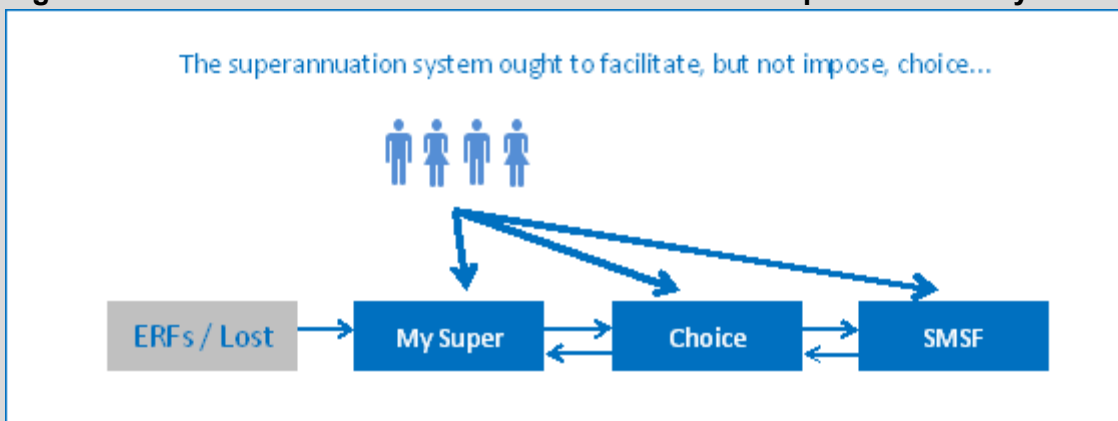 The superannuation system ought to facilitate, but not impose, choice...
ERFs / Lost
My Super
Choice
SMSF